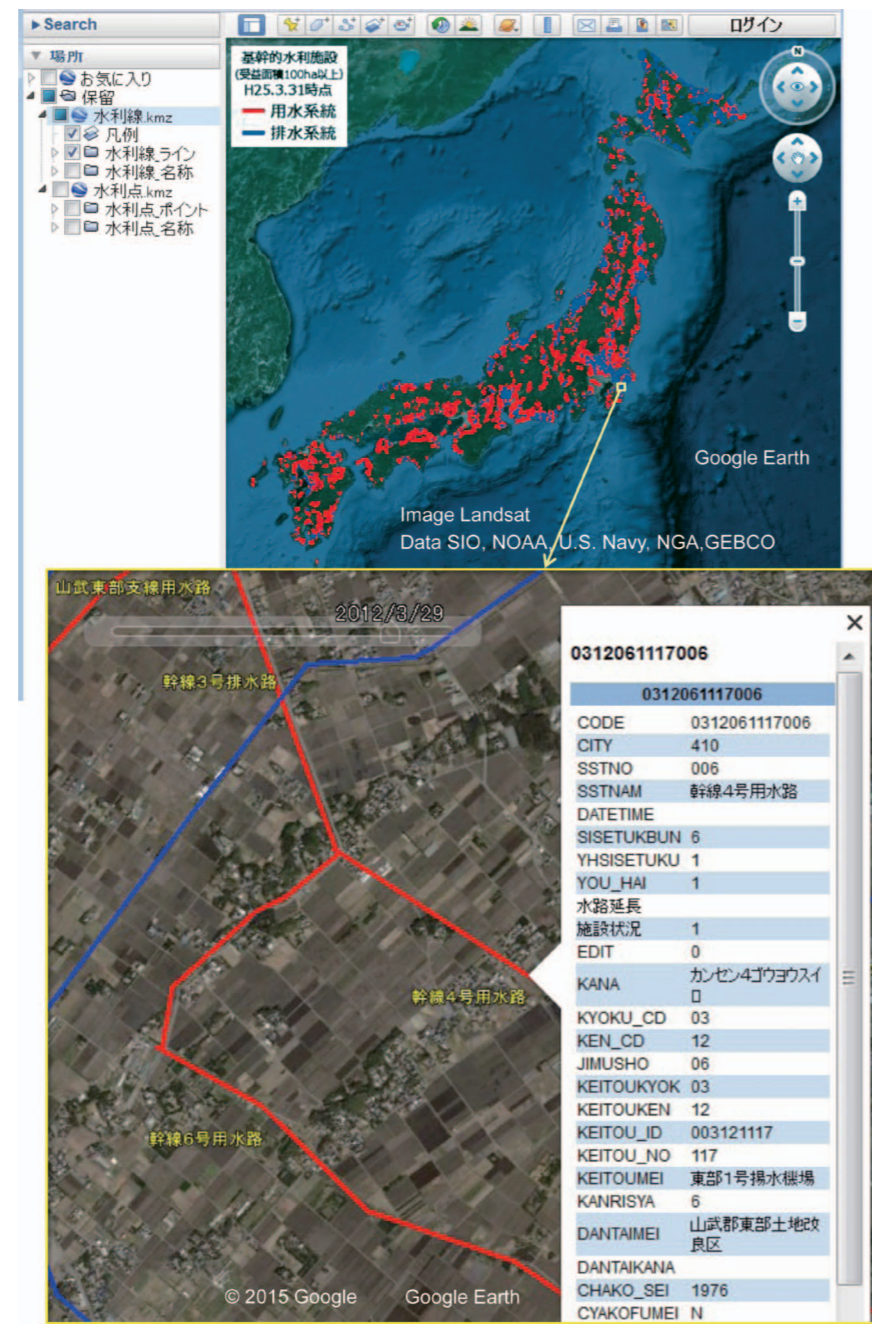 Search
ログイン
場所
お気に入り
保留
水利線.kmz
凡例
水利線_ライン
水利線_名称
水利点.kmz
水利点_ポイント
水利点_名称
基幹的水利施設
(受益面積100ha以上)
H25.3.31時点
用水系統
排水系統
N
Google Earth
Image Landsat
Data SIO, NOAA, U.S. Navy, NGA,GEBCO
山武東部支線用水路
2012/3/29
幹線3号排水路
幹線4号用水路
幹線6号用水路
© 2015 Google
Google Earth
0312061117006
0312061117006
CODE 0312061117006
CITY 410
SSTNO 006
SSTNAM 幹線4号用水路
DATETIME
SISETUKBUN 6
YHSISETUKU 1
YOU_HAI 1
水路延長
施設状況 1
EDIT 0
KANA カンセン4ゴウヨウスイ
ロ
KYOKU_CD 03
KEN_CD 12
JIMUSHO 06
KEITOUKYOK 03
KEITOUKEN 12
KEITOU_ID 003121117
KEITOU_NO 117
KEITOUMEI 東部1号揚水機場
KANRISYA 6
DANTAIMEI 山武郡東部土地改
良区
DANTAIKANA
CHAKO_SEI 1976
CYAKOFUMEI N